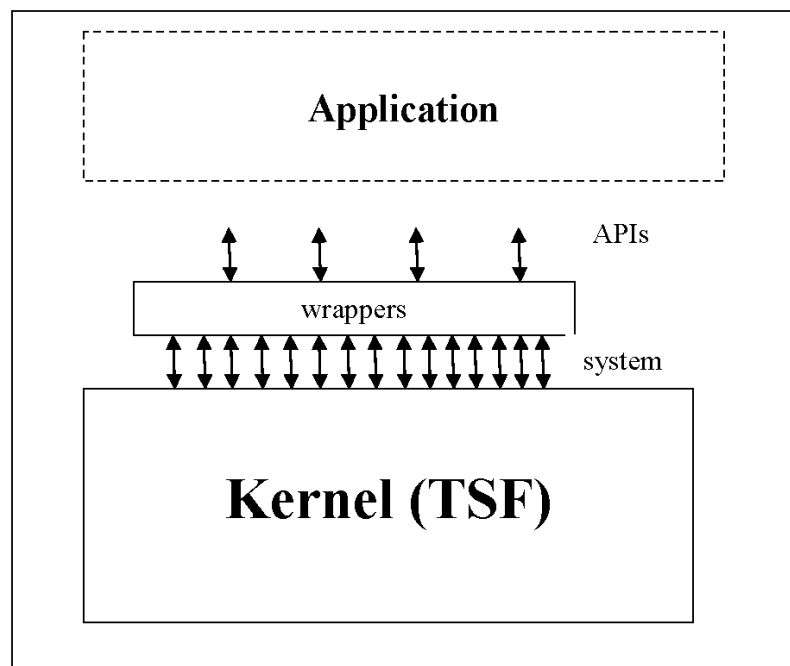 Application
APIs
wrappers
system
Kernel (TSF)